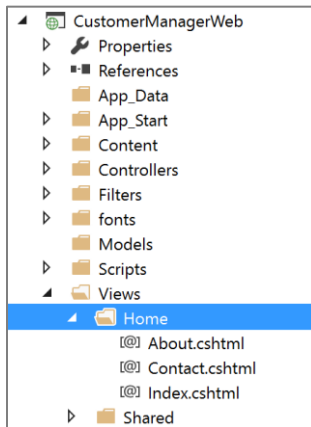 CustomerManagerWeb
Properties
References
App_Data
App_Start
Content
Controllers
Filters
fonts
Models
Scripts
Views
Home
[@] About.cshtml
[@] Contact.cshtml
[@] Index.cshtml
Shared